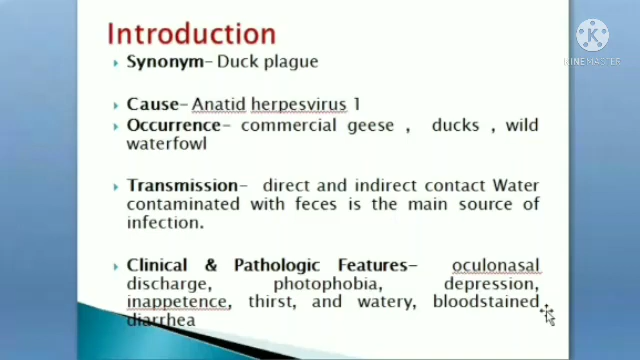 Introduction
KINEMASTER
Synonym- Duck plague
Cause- Anatid herpesvirus 1
Occurrence- commercial geese , ducks , wild
waterfowl
Transmission- direct and indirect contact Water
contaminated with feces is the main source of
infection.
Clinical & Pathologic Features- oculonasal
discharge, photophobia, depression,
inappetence, thirst, and watery, bloodstained
diarrhea